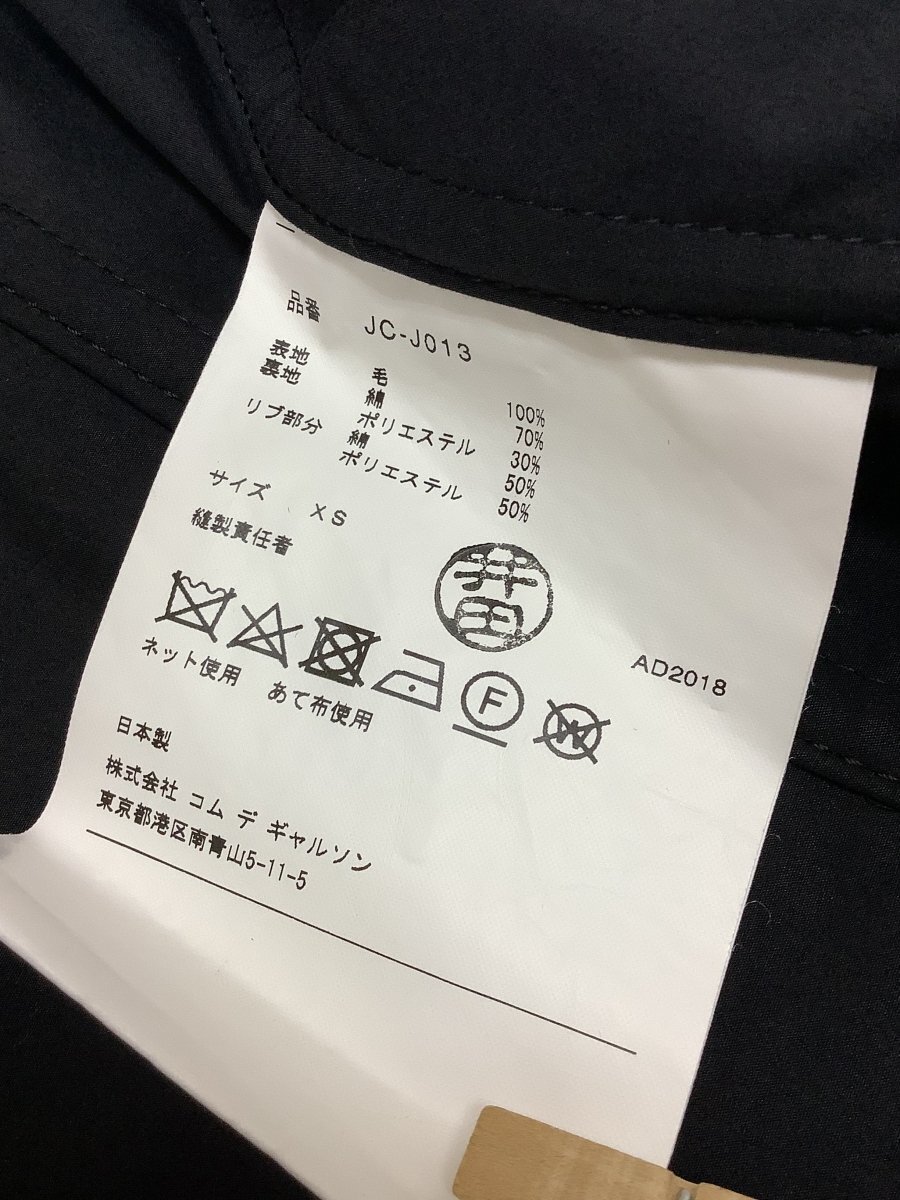 品番 JC-J013
表地 毛 100%
裏地 綿 70%
ポリエステル 30%
リブ部分 綿 50%
ポリエステル 50%
サイズ XS
縫製責任者 井田
F W
ネット使用 あて布使用
AD2018
日本製
株式会社 コム デ ギャルソン
東京都港区南青山5-11-5